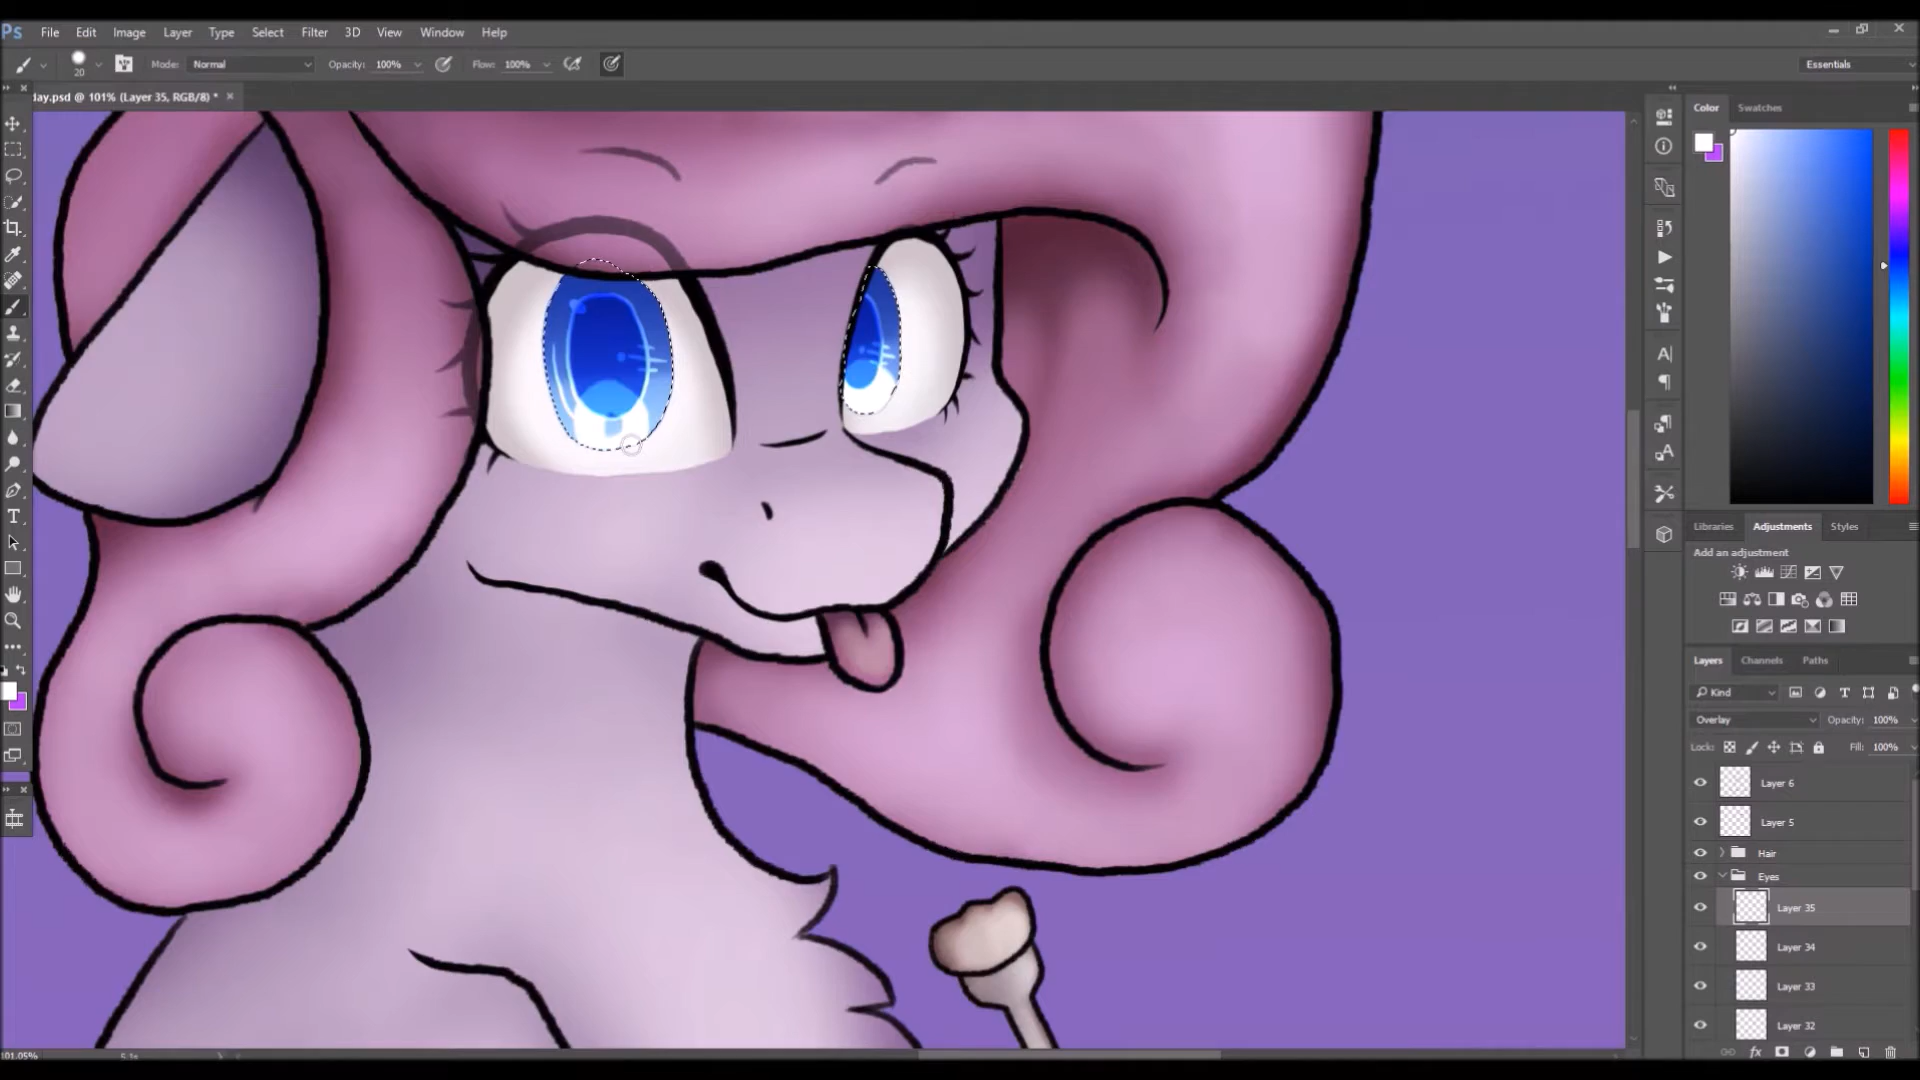 Ps File Edit Image Layer Type Select Filter 3D View Window Help
20 Mode: Normal Opacity: 100% Flow: 100% Essentials
day.psd @ 101% (Layer 35, RGB/8) *
Color Swatches
Libraries Adjustments Styles
Add an adjustment
Layers Channels Paths
Kind
Overlay Opacity: 100%
Lock: Fill: 100%
Layer 6
Layer 5
Hair
Eyes
Layer 35
Layer 34
Layer 33
Layer 32
101.05%